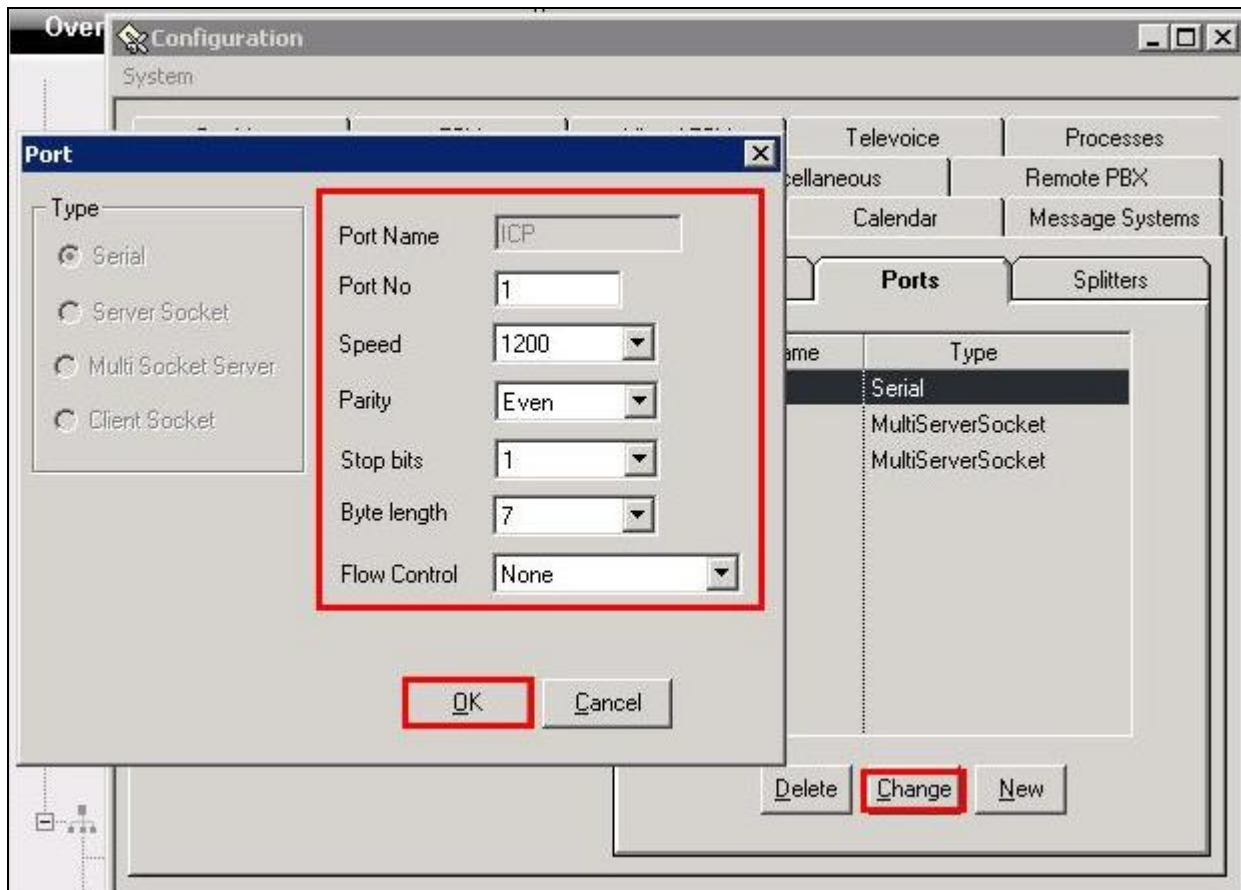 Over
Configuration
System
Televoice
Processes
cellaneous
Remote PBX
Calendar
Message Systems
Ports
Splitters
ame
Type
Serial
MultiServerSocket
MultiServerSocket
Delete
Change
New
Port
Type
Serial
Server Socket
Multi Socket Server
Client Socket
Port Name ICP
Port No 1
Speed 1200
Parity Even
Stop bits 1
Byte length 7
Flow Control None
OK
Cancel